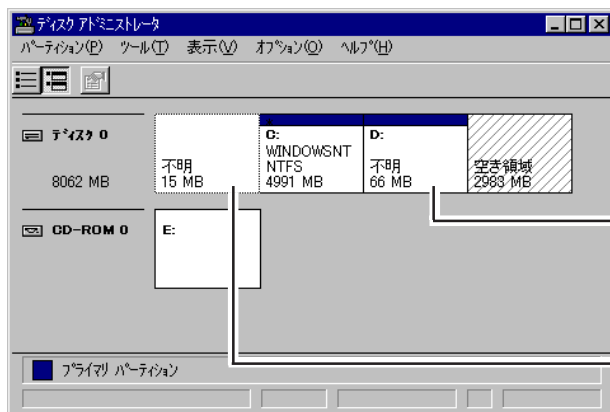 ディスク アドミニストレータ
パーティション(P) ツール(T) 表示(V) オプション(O) ヘルプ(H)
ディスク 0
8062 MB
不明
15 MB
C:
WINDOWSNT
NTFS
4991 MB
D:
不明
66 MB
空き領域
2983 MB
CD-ROM 0
E:
プライマリ パーティション